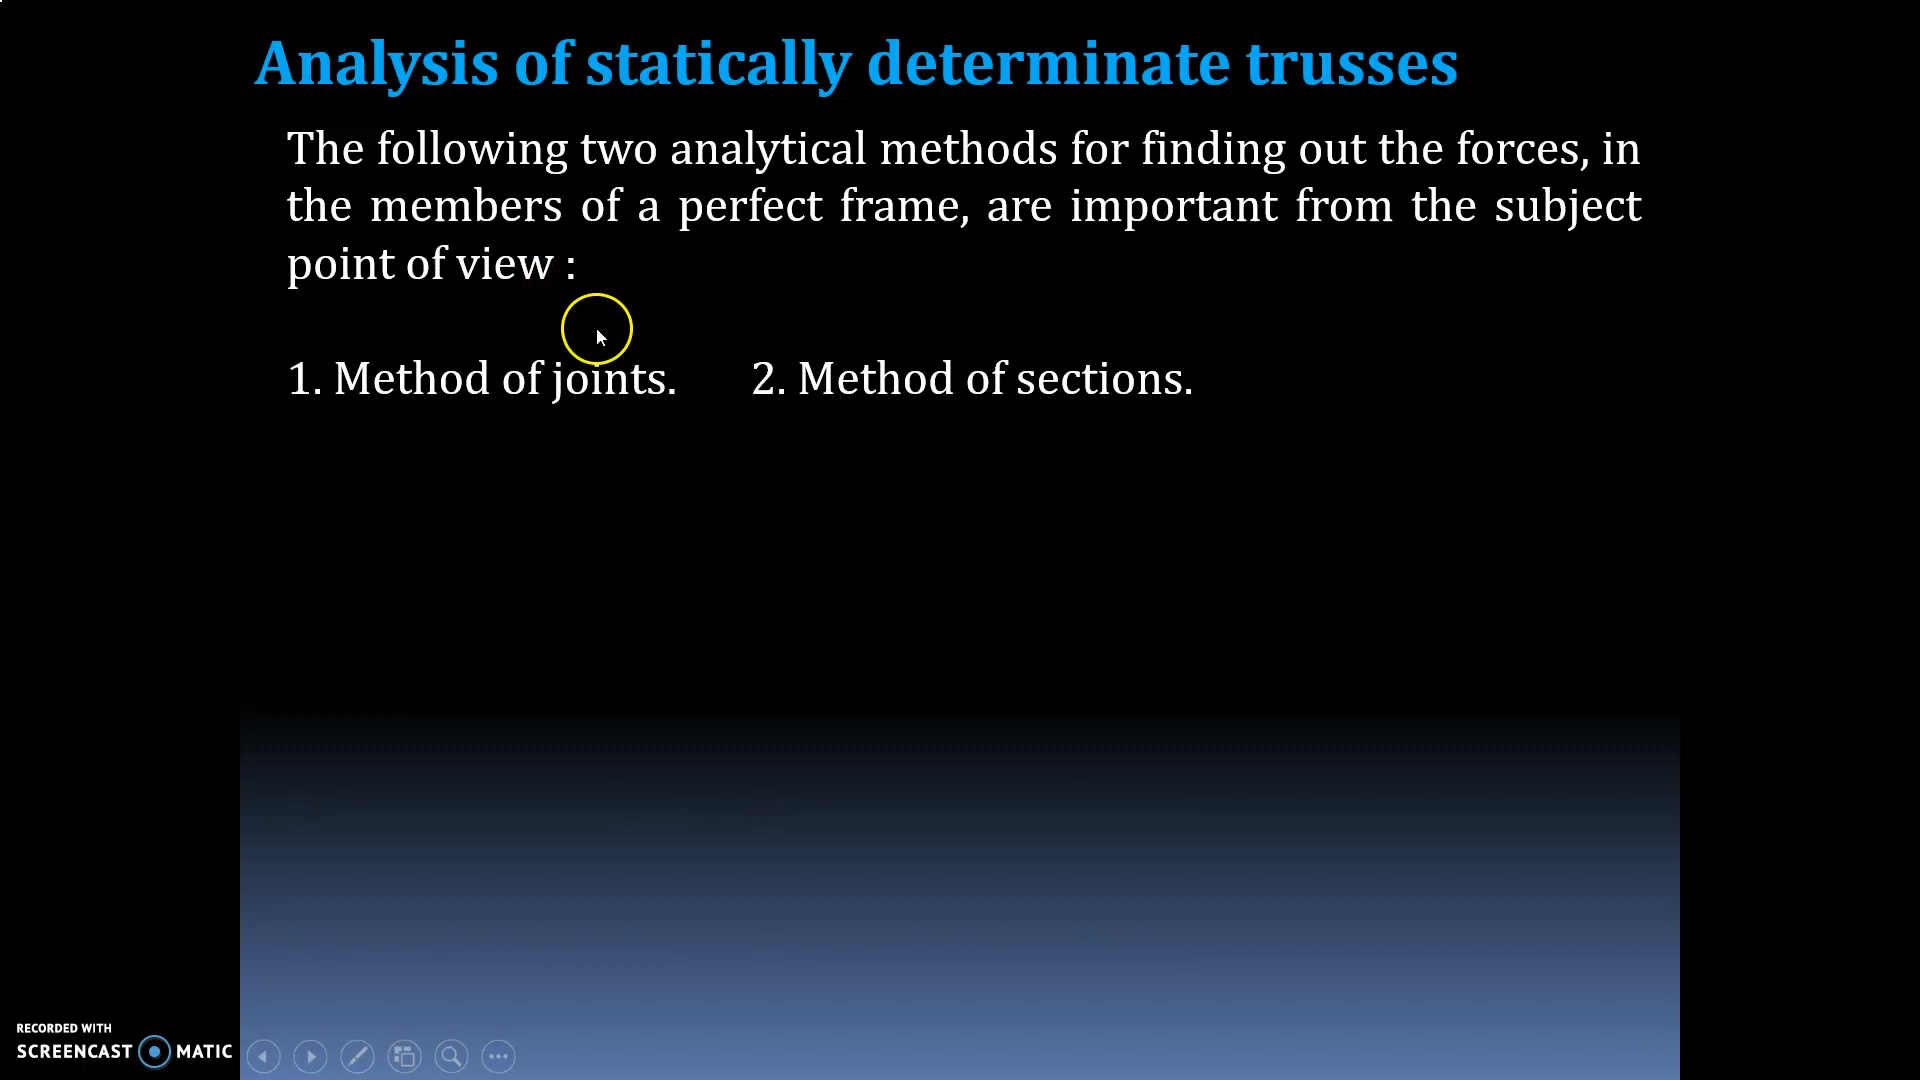 Analysis of statically determinate trusses
The following two analytical methods for finding out the forces, in
the members of a perfect frame, are important from the subject
point of view :
1. Method of joints. 2. Method of sections.
RECORDED WITH
SCREENCAST MATIC